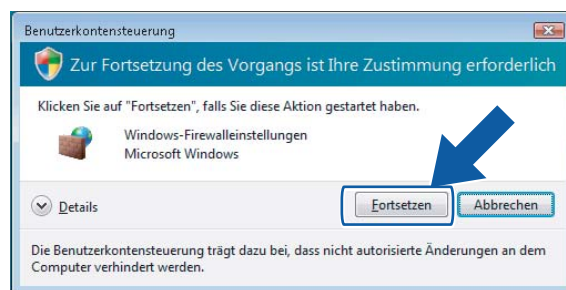 Benutzerkontensteuerung
Zur Fortsetzung des Vorgangs ist Ihre Zustimmung erforderlich
Klicken Sie auf "Fortsetzen", falls Sie diese Aktion gestartet haben.
Windows-Firewalleinstellungen
Microsoft Windows
Details
Fortsetzen
Abbrechen
Die Benutzerkontensteuerung trägt dazu bei, dass nicht autorisierte Änderungen an dem
Computer verhindert werden.